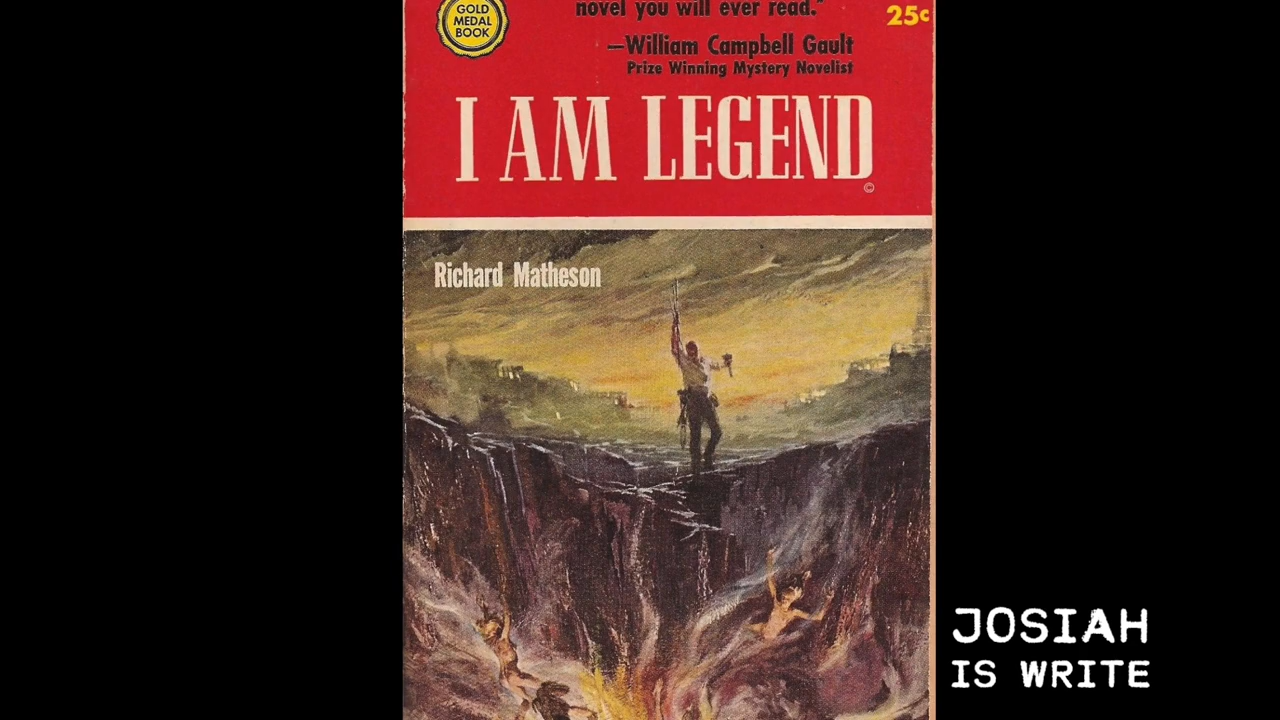 GOLD
MEDAL
BOOK
novel you will ever read."
25c
—William Campbell Gault
Prize Winning Mystery Novelist
I AM LEGEND
©
Richard Matheson
JOSIAH
IS WRITE